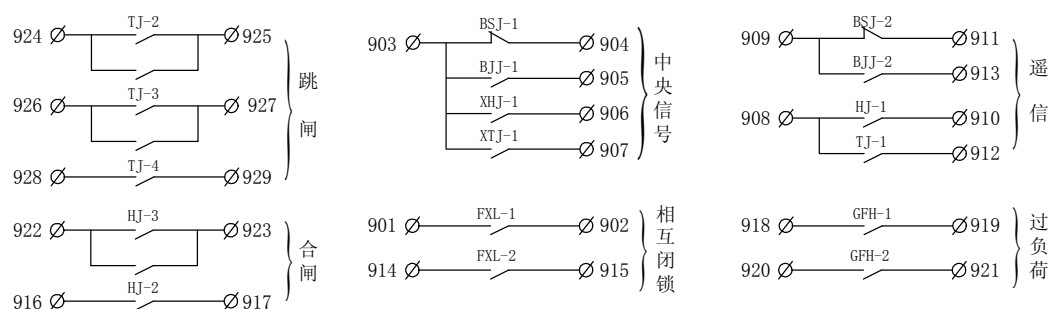 924 TJ-2 925
926 TJ-3 927
928 TJ-4 929
跳闸
922 HJ-3 923
916 HJ-2 917
合闸
903 BSJ-1 904
BJJ-1 905
XHJ-1 906
XTJ-1 907
中央信号
901 FXL-1 902
914 FXL-2 915
相互闭锁
909 BSJ-2 911
BJJ-2 913
908 HJ-1 910
TJ-1 912
遥信
918 GFH-1 919
920 GFH-2 921
过负荷